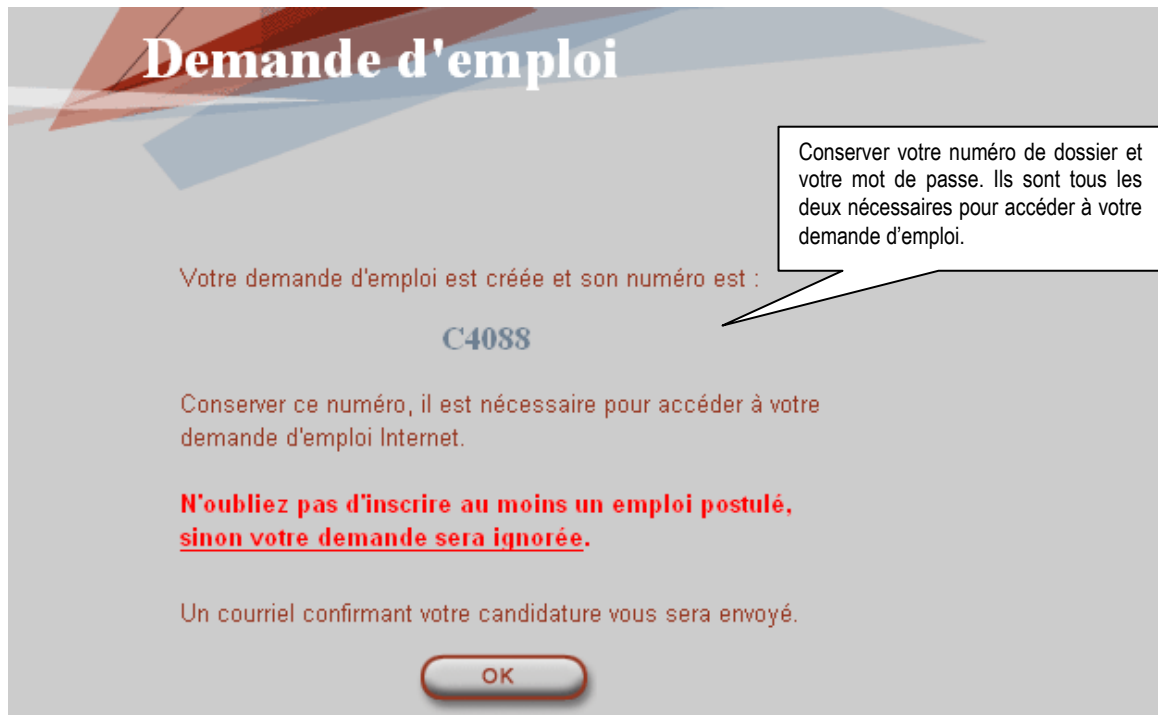 Demande d'emploi
Conserver votre numéro de dossier et
votre mot de passe. Ils sont tous les
deux nécessaires pour accéder à votre
demande d’emploi.
Votre demande d'emploi est créée et son numéro est :
C4088
Conserver ce numéro, il est nécessaire pour accéder à votre
demande d'emploi Internet.
N'oubliez pas d'inscrire au moins un emploi postulé,
sinon votre demande sera ignorée.
Un courriel confirmant votre candidature vous sera envoyé.
OK